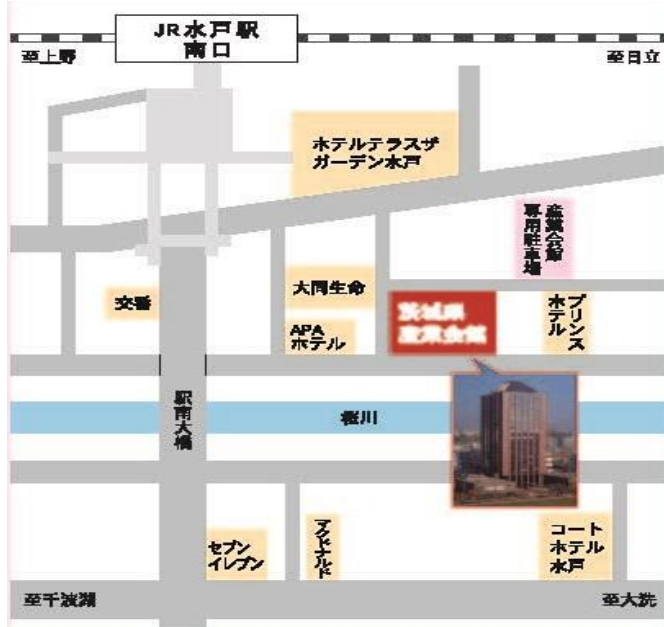 JR水戸駅
南口
至上野
至日立
ホテルテラスザ
ガーデン水戸
産業会館
専用駐車場
大同生命
交番
茨城県
産業会館
プリンス
ホテル
APA
ホテル
駅南大橋
桜川
セブン
イレブン
マクドナルド
コート
ホテル
水戸
至千波湖
至大洗